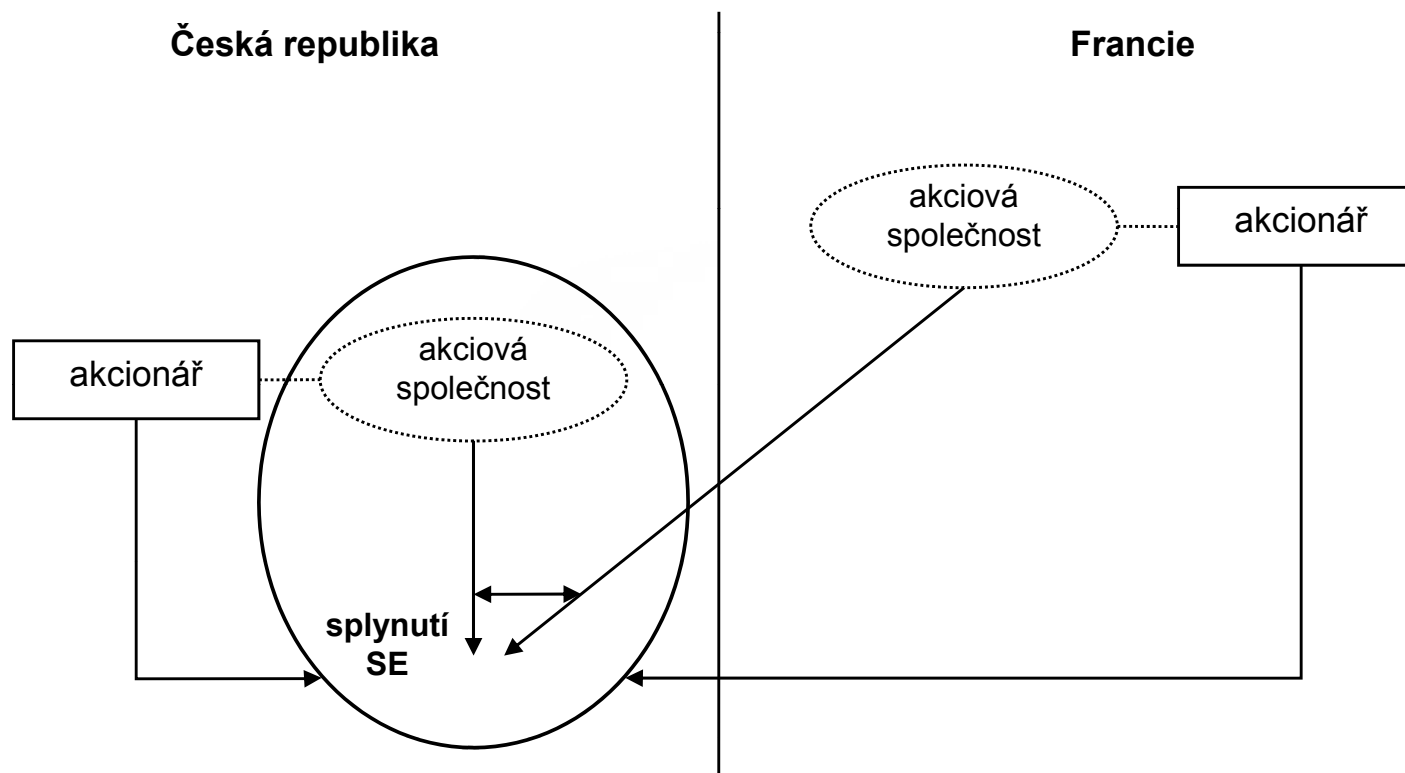 Česká republika
Francie
akciová
společnost
akcionář
akcionář
akciová
společnost
splynutí
SE